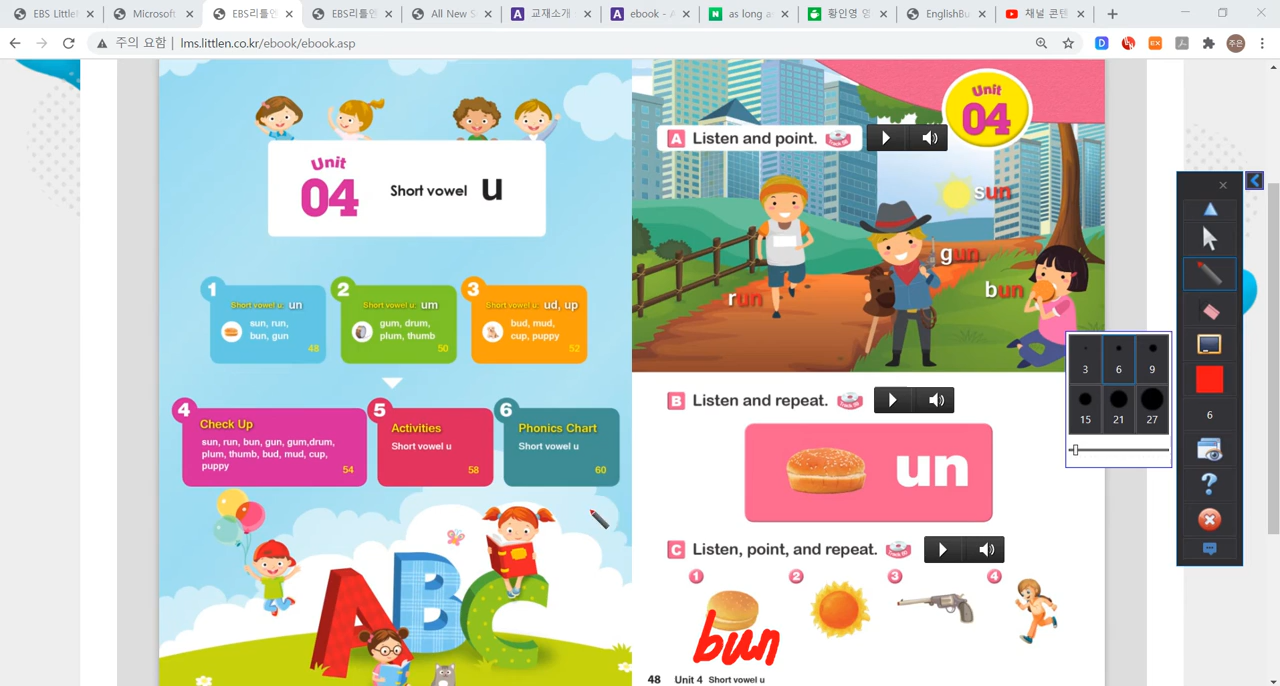 EBS Little
Microsoft
EBS리틀인
EBS리틀인
All New S
교재소개
ebook - A
as long a
황인영 영
EnglishBu
채널 콘텐
주의 요함
lms.littlen.co.kr/ebook/ebook.asp
주은
Unit
04
Short vowel u
1
Short vowel u: un
sun, run,
bun, gun
48
2
Short vowel u: um
gum, drum,
plum, thumb
50
3
Short vowel u: ud, up
bud, mud,
cup, puppy
52
4
Check Up
sun, run, bun, gun, gum,drum,
plum, thumb, bud, mud, cup,
puppy
54
5
Activities
Short vowel u
58
6
Phonics Chart
Short vowel u
60
ABC
Unit
04
A Listen and point.
sun
gun
bun
run
B Listen and repeat.
un
C Listen, point, and repeat.
1
2
3
4
bun
48 Unit 4 Short vowel u
3
6
9
15
21
27
6